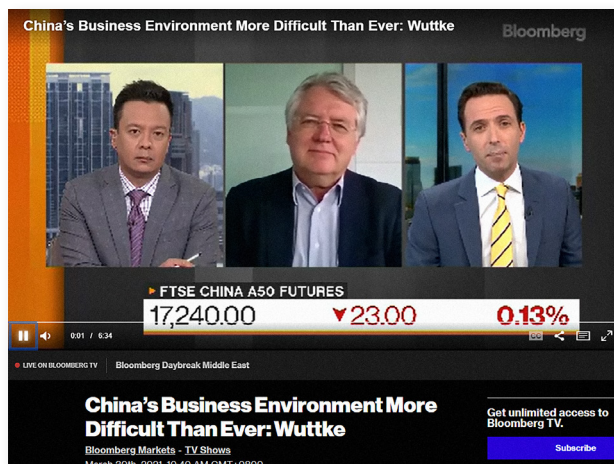 China's Business Environment More Difficult Than Ever: Wuttke
Bloomberg
FTSE CHINA A50 FUTURES
17,240.00 ▼23.00 0.13%
0:01 / 6:34
CC
LIVE ON BLOOMBERG TV
Bloomberg Daybreak Middle East
China's Business Environment More
Difficult Than Ever: Wuttke
Bloomberg Markets - TV Shows
Get unlimited access to
Bloomberg TV.
Subscribe